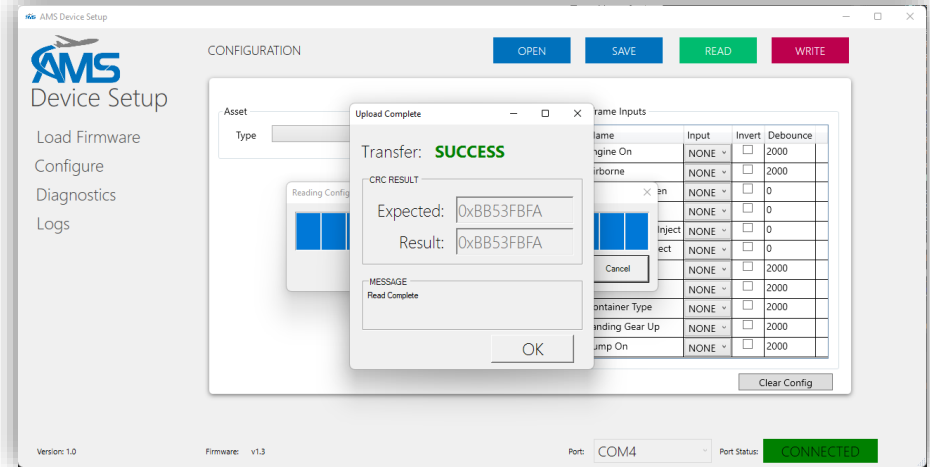 AMS Device Setup
AMS
Device Setup
Load Firmware
Configure
Diagnostics
Logs
CONFIGURATION
OPEN SAVE READ WRITE
Asset
Type
Upload Complete
Transfer: SUCCESS
CRC RESULT
Expected: 0xBB53FBFA
Result: 0xBB53FBFA
MESSAGE
Read Complete
OK
Reading Config
Cancel
rame Inputs
ame Input Invert Debounce
ngine On NONE 2000
irborne NONE 2000
en NONE 0
NONE 0
Inject NONE 0
ect NONE 0
NONE 2000
NONE 2000
ontainer Type NONE 2000
anding Gear Up NONE 2000
ump On NONE 2000
Clear Config
Version: 1.0 Firmware: v1.3 Port: COM4 Port Status: CONNECTED